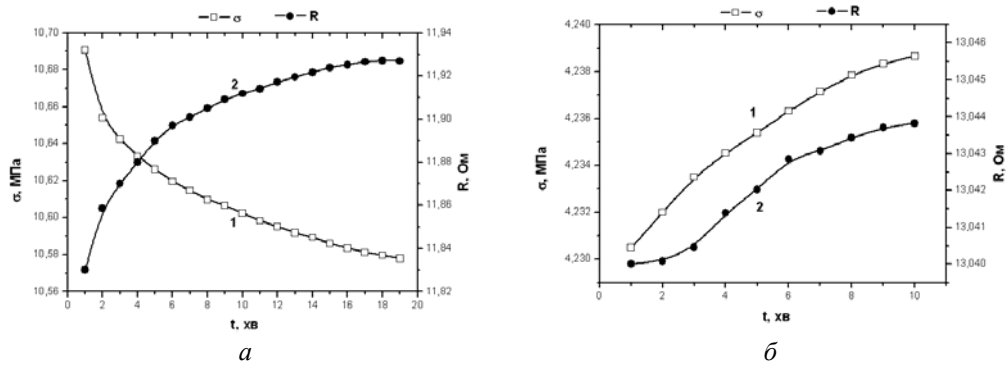 σ R
10,70
10,68
10,66
10,64
10,62
10,60
10,58
10,56
σ, МПа
11,94
11,92
11,90
11,88
11,86
11,84
11,82
R, Ом
2
1
0 2 4 6 8 10 12 14 16 18 20
t, хв
а
σ R
4,240
4,238
4,236
4,234
4,232
4,230
σ, МПа
13,046
13,045
13,044
13,043
13,042
13,041
13,040
R, Ом
1
2
0 2 4 6 8 10
t, хв
б